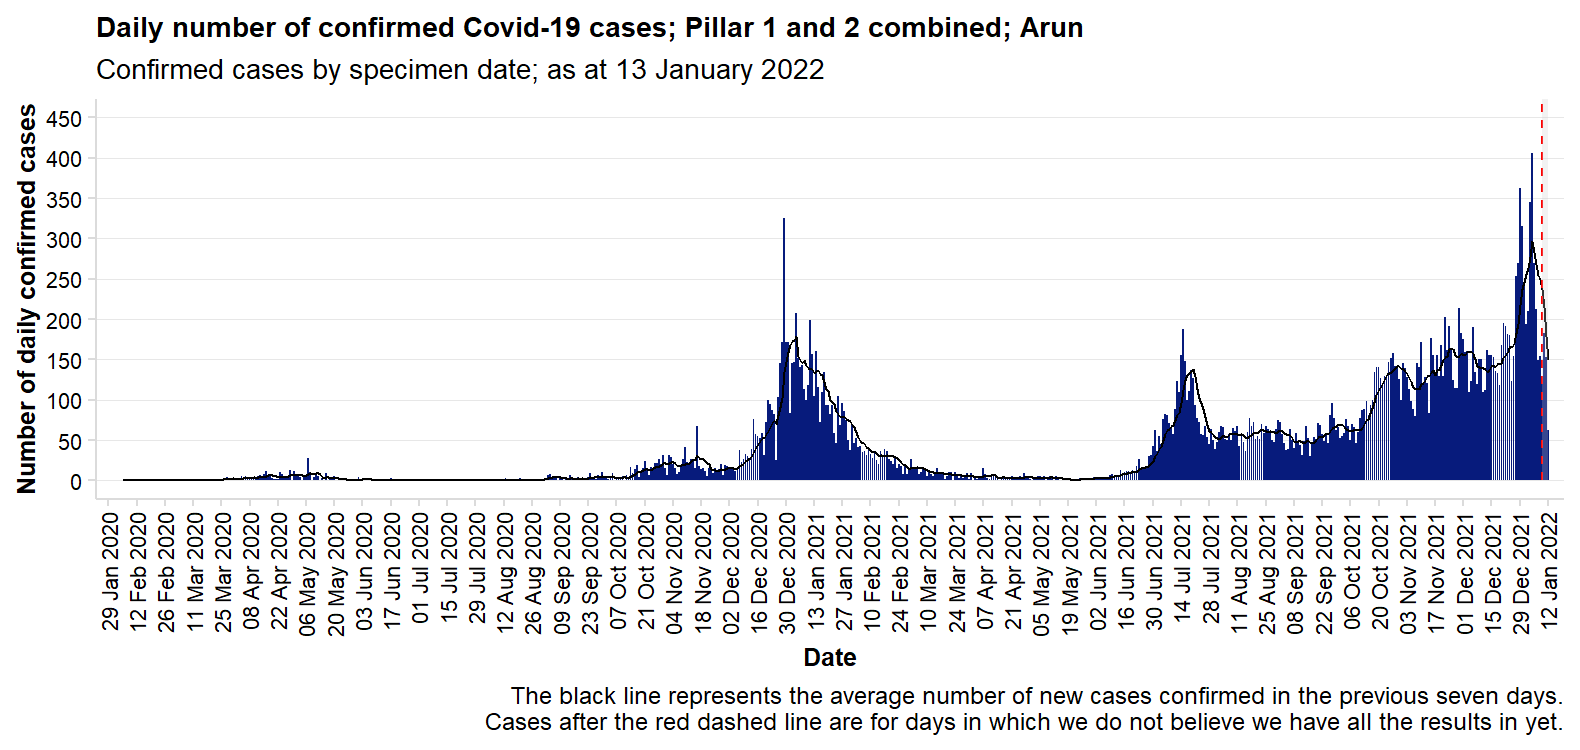 Daily number of confirmed Covid-19 cases; Pillar 1 and 2 combined; Arun
Confirmed cases by specimen date; as at 13 January 2022
Number of daily confirmed cases
450
400
350
300
250
200
150
100
50
0
29 Jan 2020
12 Feb 2020
26 Feb 2020
11 Mar 2020
25 Mar 2020
08 Apr 2020
22 Apr 2020
06 May 2020
20 May 2020
03 Jun 2020
17 Jun 2020
01 Jul 2020
15 Jul 2020
29 Jul 2020
12 Aug 2020
26 Aug 2020
09 Sep 2020
23 Sep 2020
07 Oct 2020
21 Oct 2020
04 Nov 2020
18 Nov 2020
02 Dec 2020
16 Dec 2020
30 Dec 2020
13 Jan 2021
27 Jan 2021
10 Feb 2021
24 Feb 2021
10 Mar 2021
24 Mar 2021
07 Apr 2021
21 Apr 2021
05 May 2021
19 May 2021
02 Jun 2021
16 Jun 2021
30 Jun 2021
14 Jul 2021
28 Jul 2021
11 Aug 2021
25 Aug 2021
08 Sep 2021
22 Sep 2021
06 Oct 2021
20 Oct 2021
03 Nov 2021
17 Nov 2021
01 Dec 2021
15 Dec 2021
29 Dec 2021
12 Jan 2022
Date
The black line represents the average number of new cases confirmed in the previous seven days.
Cases after the red dashed line are for days in which we do not believe we have all the results in yet.